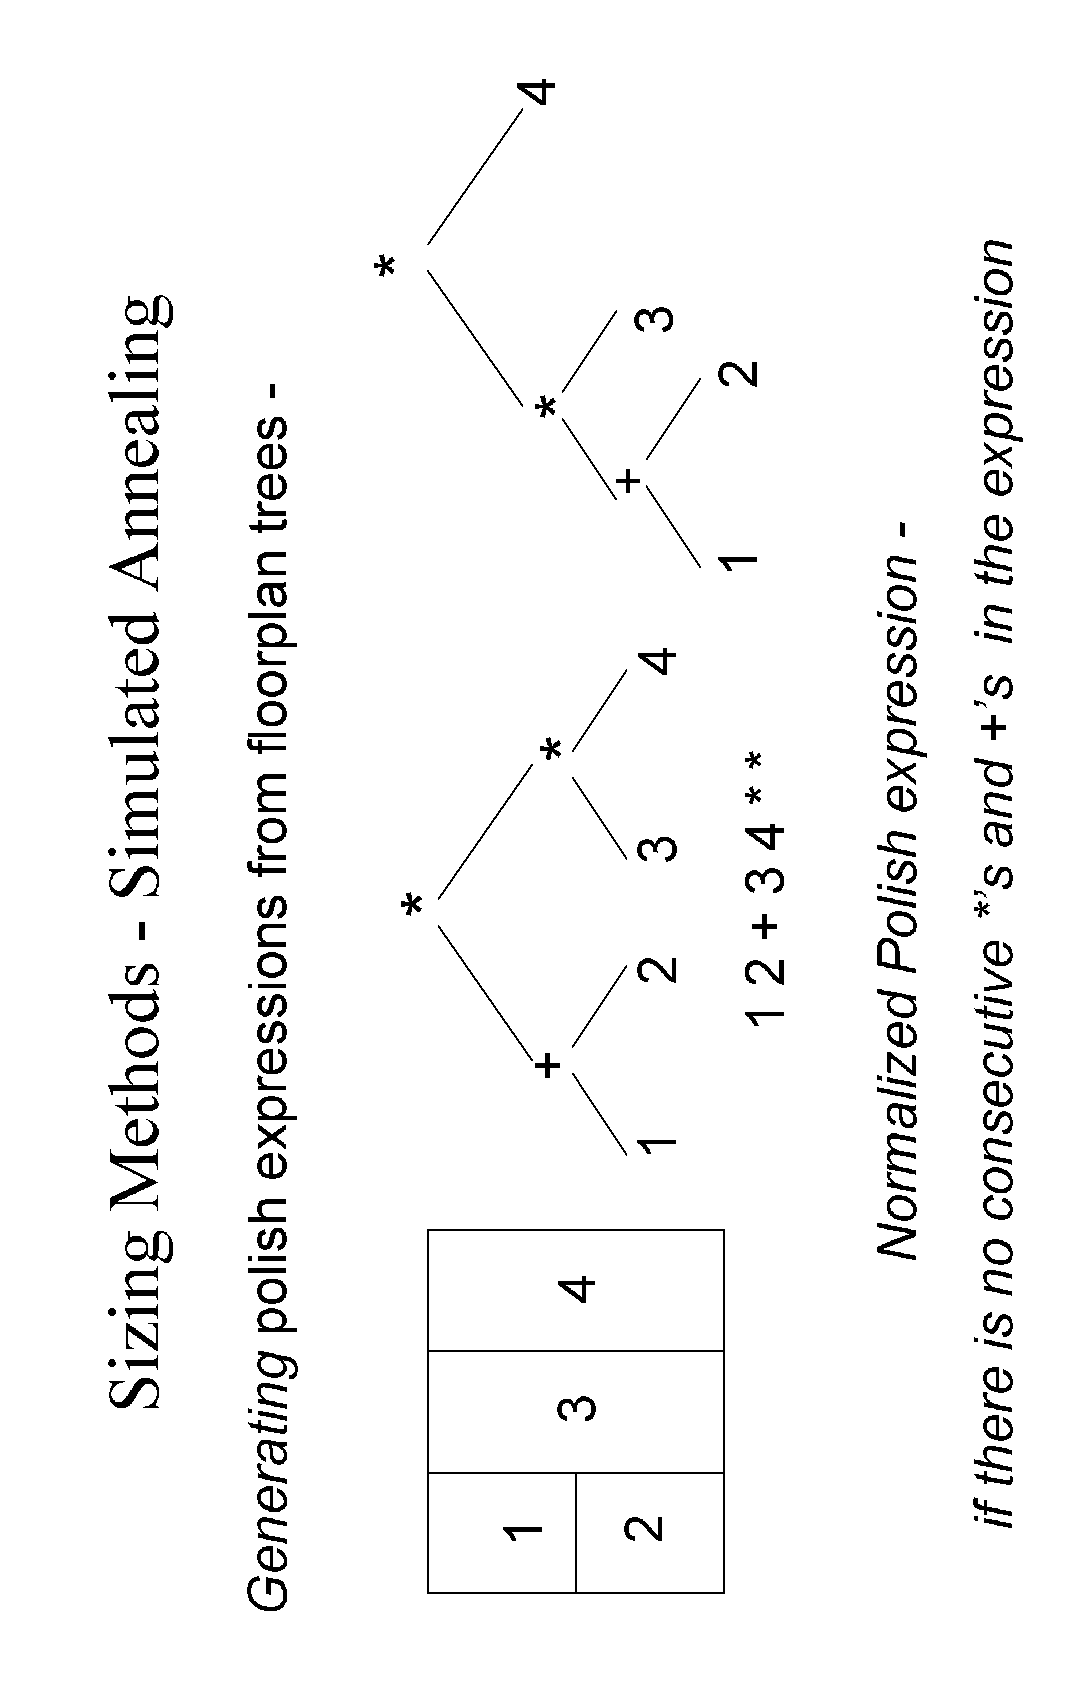 Sizing Methods - Simulated Annealing
Generating polish expressions from floorplan trees -
*
*
+ *
* 4
1 3 4
1 2 3 4
+ 3
2
1 2
1 2 + 3 4 * *
Normalized Polish expression -
if there is no consecutive *'s and +'s in the expression